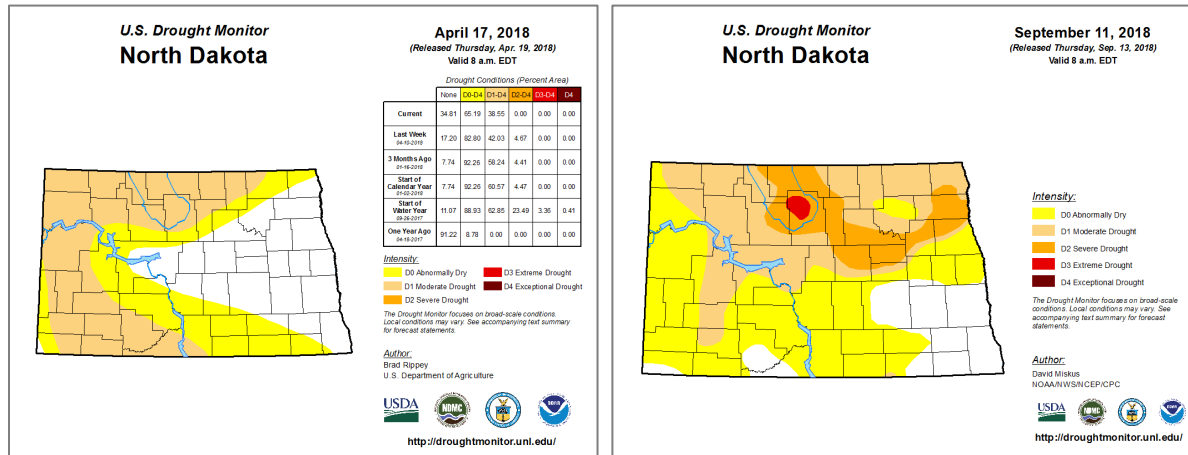 U.S. Drought Monitor
North Dakota
April 17, 2018
(Released Thursday, Apr. 19, 2018)
Valid 8 a.m. EDT
Drought Conditions (Percent Area)
None D0-D4 D1-D4 D2-D4 D3-D4 D4
Current 34.81 65.19 38.55 0.00 0.00 0.00
Last Week 17.20 82.80 42.03 4.67 0.00 0.00
04-10-2018
3 Months Ago 7.74 92.26 58.24 4.41 0.00 0.00
01-16-2018
Start of
Calendar Year 7.74 92.26 60.57 4.47 0.00 0.00
01-02-2018
Start of
Water Year 11.07 88.93 62.85 23.49 3.36 0.41
09-26-2017
One Year Ago 91.22 8.78 0.00 0.00 0.00 0.00
04-18-2017
Intensity:
D0 Abnormally Dry D3 Extreme Drought
D1 Moderate Drought D4 Exceptional Drought
D2 Severe Drought
The Drought Monitor focuses on broad-scale conditions.
Local conditions may vary. See accompanying text summary
for forecast statements.
Author:
Brad Rippey
U.S. Department of Agriculture
USDA NDMC
http://droughtmonitor.unl.edu/
U.S. Drought Monitor
North Dakota
September 11, 2018
(Released Thursday, Sep. 13, 2018)
Valid 8 a.m. EDT
Intensity:
D0 Abnormally Dry
D1 Moderate Drought
D2 Severe Drought
D3 Extreme Drought
D4 Exceptional Drought
The Drought Monitor focuses on broad-scale
conditions. Local conditions may vary. See
accompanying text summary for forecast
statements.
Author:
David Miskus
NOAA/NWS/NCEP/CPC
USDA NDMC
http://droughtmonitor.unl.edu/